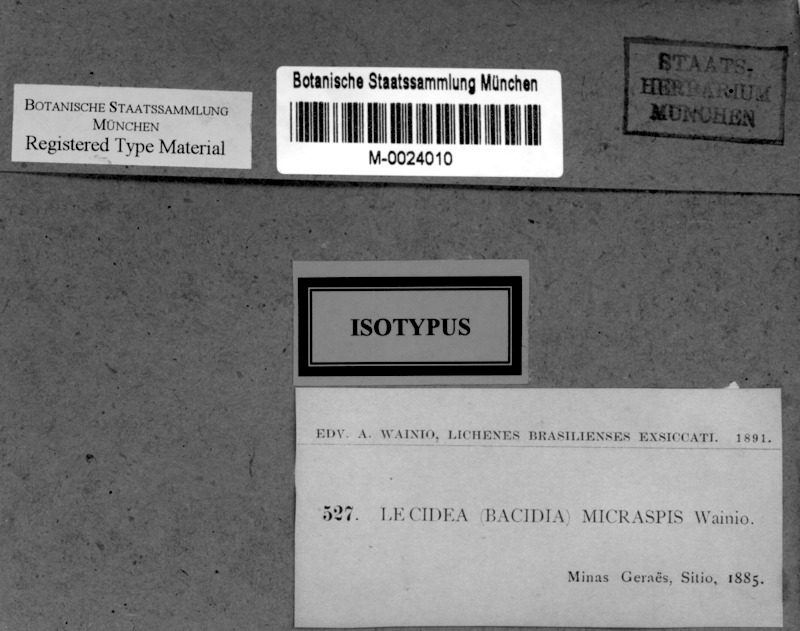 BOTANISCHE STAATSSAMMLUNG
MÜNCHEN
Registered Type Material
Botanische Staatssammlung München
M-0024010
STAATS-
HERBARIUM
MÜNCHEN
ISOTYPUS
EDV. A. WAINIO, LICHENES BRASILIENSES EXSICCATI. 1891.
527. LECIDEA (BACIDIA) MICRASPIS Wainio.
Minas Geraës, Sitio, 1885.